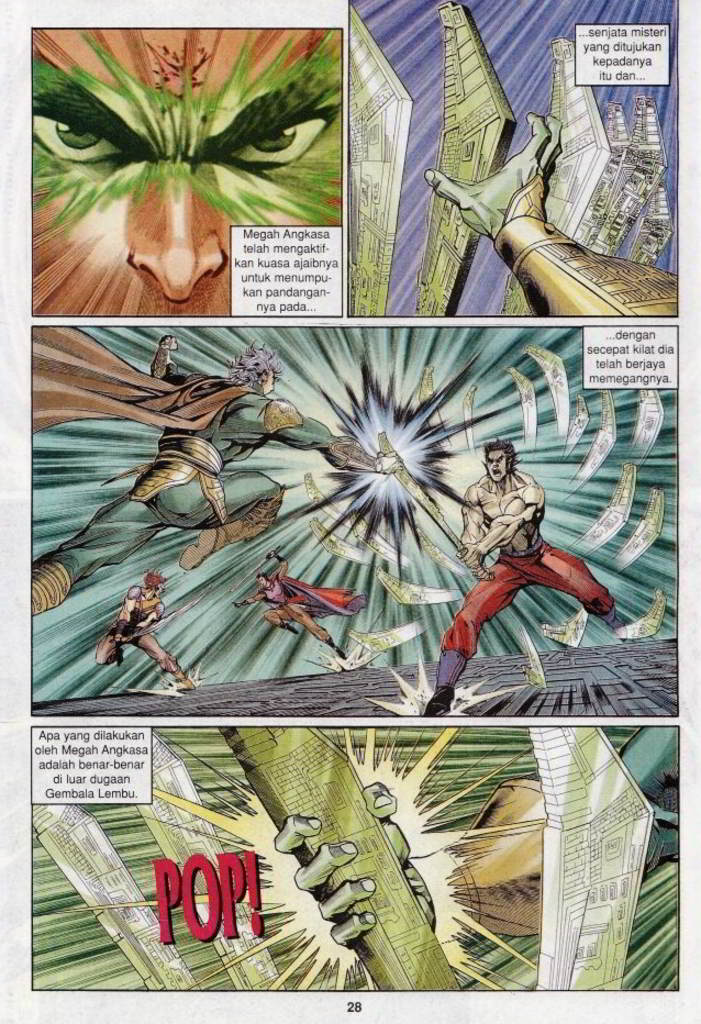 Megah Angkasa
telah mengaktif-
kan kuasa ajaibnya
untuk menumpu-
kan pandangan-
nya pada...
...senjata misteri
yang ditujukan
kepadanya
itu dan...
...dengan
secepat kilat dia
telah berjaya
memegangnya.
Apa yang dilakukan
oleh Megah Angkasa
adalah benar-benar
di luar dugaan
Gembala Lembu.
POP!
28